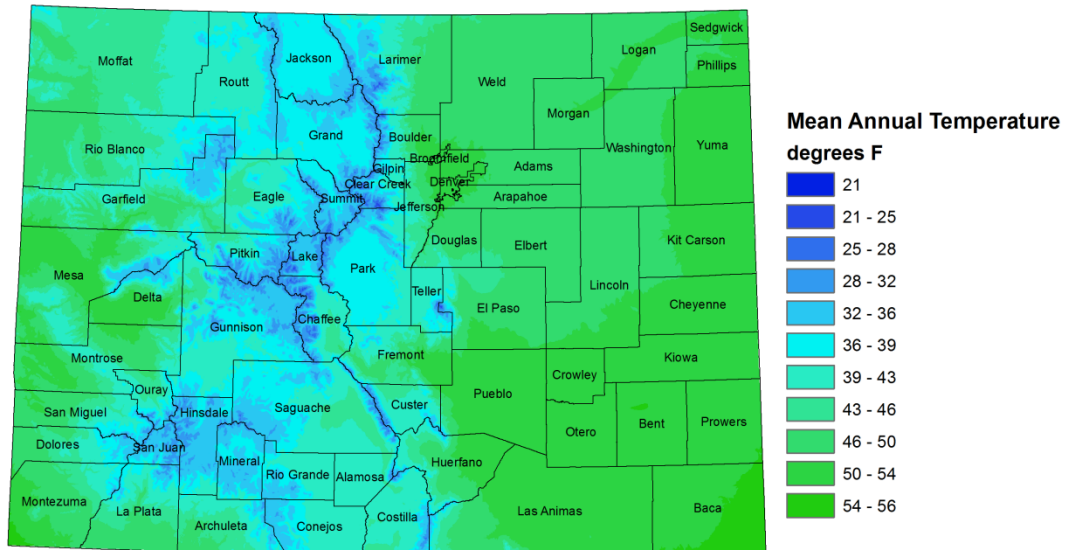 Sedgwick
Logan
Jackson
Larimer
Moffat
Phillips
Routt
Weld
Morgan
Grand
Boulder
Washington
Yuma
Rio Blanco
Broomfield
Gilpin
Adams
Clear Creek
Denver
Garfield
Eagle
Summit
Arapahoe
Jefferson
Douglas
Elbert
Kit Carson
Pitkin
Lake
Park
Mesa
Lincoln
Teller
Delta
El Paso
Cheyenne
Gunnison
Chaffee
Montrose
Fremont
Kiowa
Crowley
Ouray
Pueblo
San Miguel
Hinsdale
Saguache
Custer
Bent
Prowers
Otero
Dolores
San Juan
Mineral
Huerfano
Rio Grande
Alamosa
Montezuma
La Plata
Las Animas
Baca
Costilla
Archuleta
Conejos
Mean Annual Temperature
degrees F
21
21 - 25
25 - 28
28 - 32
32 - 36
36 - 39
39 - 43
43 - 46
46 - 50
50 - 54
54 - 56